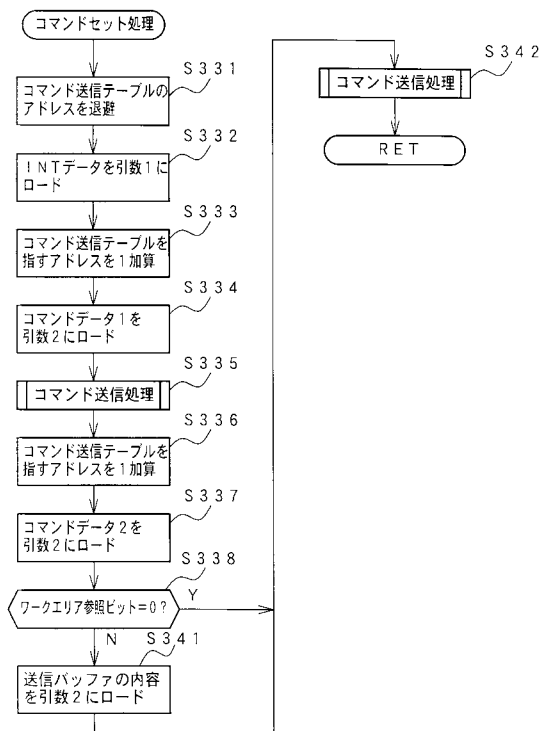 コマンドセット処理
S331
コマンド送信テーブルの
アドレスを退避
S332
INTデータを引数1に
ロード
S333
コマンド送信テーブルを
指すアドレスを1加算
S334
コマンドデータ1を
引数2にロード
S335
コマンド送信処理
S336
コマンド送信テーブルを
指すアドレスを1加算
S337
コマンドデータ2を
引数2にロード
S338
ワークエリア参照ビット=0?
Y
N
S341
送信バッファの内容
を引数2にロード
S342
コマンド送信処理
RET